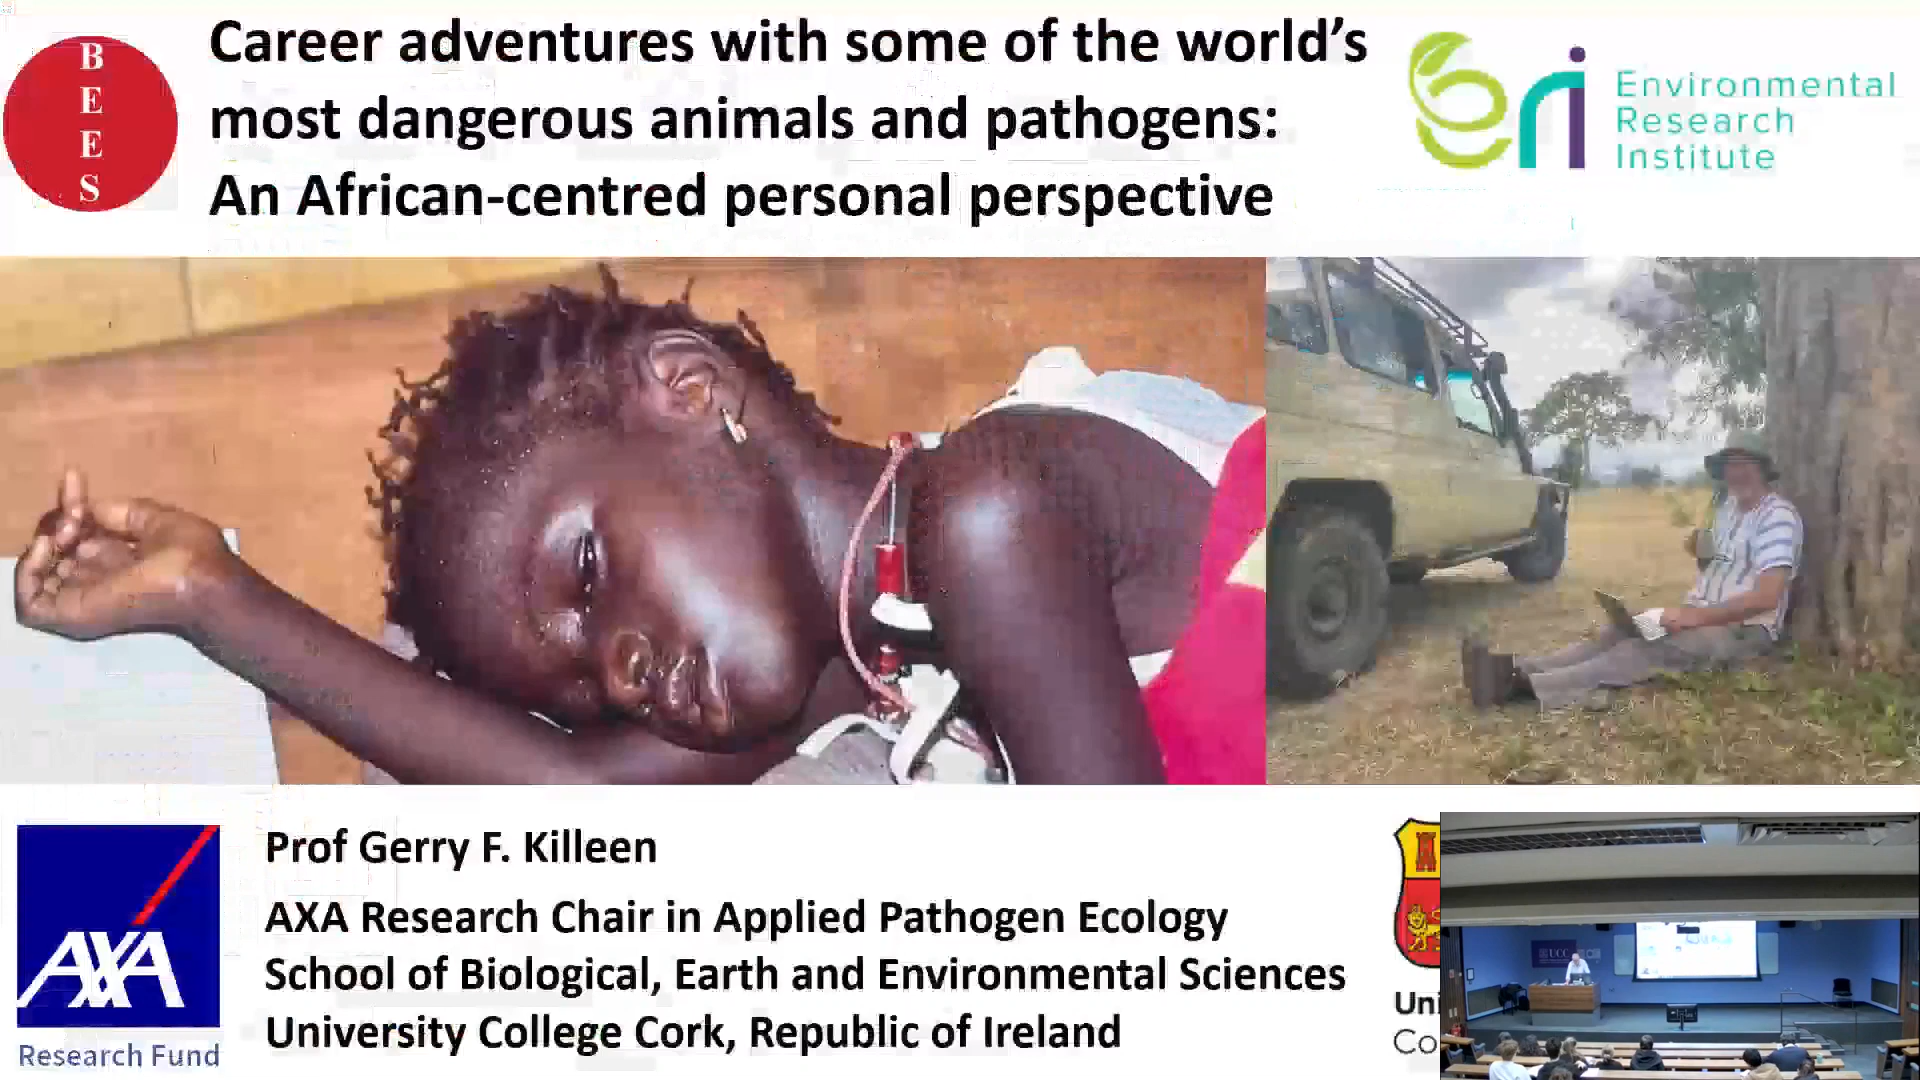 B
E
E
S
Career adventures with some of the world's
most dangerous animals and pathogens:
An African-centred personal perspective
eri
Environmental
Research
Institute
Prof Gerry F. Killeen
AXA Research Chair in Applied Pathogen Ecology
School of Biological, Earth and Environmental Sciences
University College Cork, Republic of Ireland
AXA
Research Fund
Uni
Co
UCC